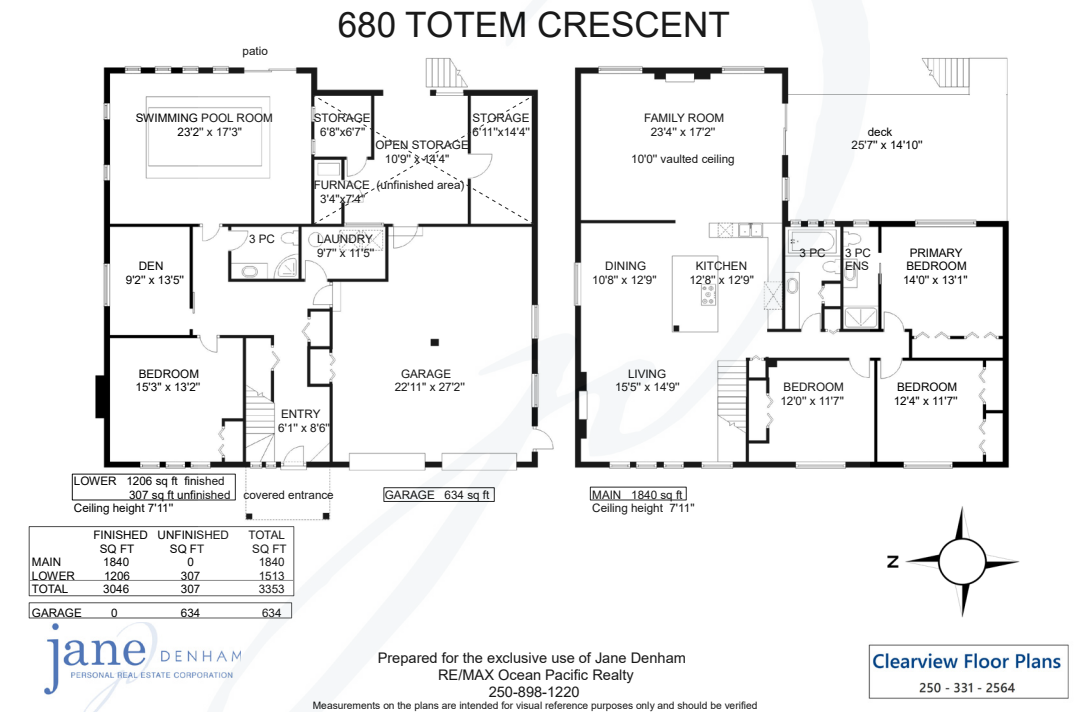 680 TOTEM CRESCENT
patio
SWIMMING POOL ROOM
23'2" x 17'3"
STORAGE
6'8"x6'7"
STORAGE
6'11"x14'4"
OPEN STORAGE
10'9" x 14'4"
(unfinished area)
FURNACE
3'4"x7'4"
3 PC
LAUNDRY
9'7" x 11'5"
DEN
9'2" x 13'5"
BEDROOM
15'3" x 13'2"
GARAGE
22'11" x 27'2"
ENTRY
6'1" x 8'6"
LOWER 1206 sq ft finished
307 sq ft unfinished
Ceiling height 7'11"
covered entrance
GARAGE 634 sq ft
FAMILY ROOM
23'4" x 17'2"
10'0" vaulted ceiling
deck
25'7" x 14'10"
DINING
10'8" x 12'9"
KITCHEN
12'8" x 12'9"
3 PC
3 PC
ENS
PRIMARY
BEDROOM
14'0" x 13'1"
LIVING
15'5" x 14'9"
BEDROOM
12'0" x 11'7"
BEDROOM
12'4" x 11'7"
MAIN 1840 sq ft
Ceiling height 7'11"
FINISHED UNFINISHED TOTAL
SQ FT SQ FT SQ FT
MAIN 1840 0 1840
LOWER 1206 307 1513
TOTAL 3046 307 3353
GARAGE 0 634 634
N
jane DENHAM
PERSONAL REAL ESTATE CORPORATION
Prepared for the exclusive use of Jane Denham
RE/MAX Ocean Pacific Realty
250-898-1220
Measurements on the plans are intended for visual reference purposes only and should be verified
Clearview Floor Plans
250 - 331 - 2564